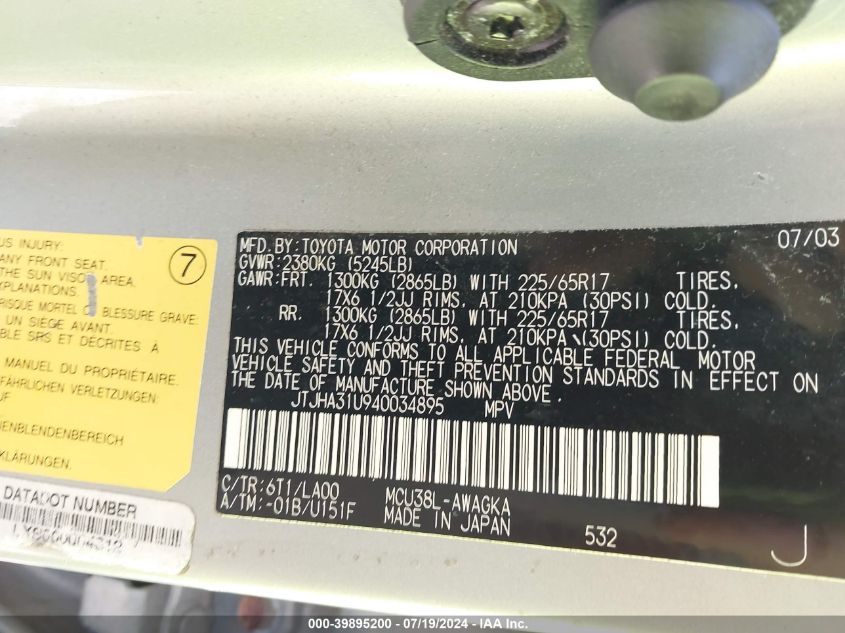 US INJURY:
ANY FRONT SEAT.
THE SUN VISOR AREA.
EXPLANATIONS.
RISQUE MORTEL OU BLESSURE GRAVE:
UN SIÈGE AVANT.
BLE SRS ET DÉCRITES À
MANUEL DU PROPRIÉTAIRE.
FÄHRLICHEN VERLETZUNGEN:
UF
NENBLENDENBEREICH
KLÄRUNGEN.
7
DATADOT NUMBER
07/03
MFD.BY:TOYOTA MOTOR CORPORATION
GVWR:2380KG (5245LB)
GAWR:FRT. 1300KG (2865LB) WITH 225/65R17 TIRES,
17X6 1/2JJ RIMS, AT 210KPA (30PSI) COLD.
RR. 1300KG (2865LB) WITH 225/65R17 TIRES,
17X6 1/2JJ RIMS, AT 210KPA (30PSI) COLD.
THIS VEHICLE CONFORMS TO ALL APPLICABLE FEDERAL MOTOR
VEHICLE SAFETY AND THEFT PREVENTION STANDARDS IN EFFECT ON
THE DATE OF MANUFACTURE SHOWN ABOVE.
JTJHA31U940034895 MPV
C/TR:6T1/LA00 MCU38L-AWAGKA
A/TM:-01B/U151F MADE IN JAPAN 532 J
000-39895200 - 07/19/2024 - IAA, Inc.